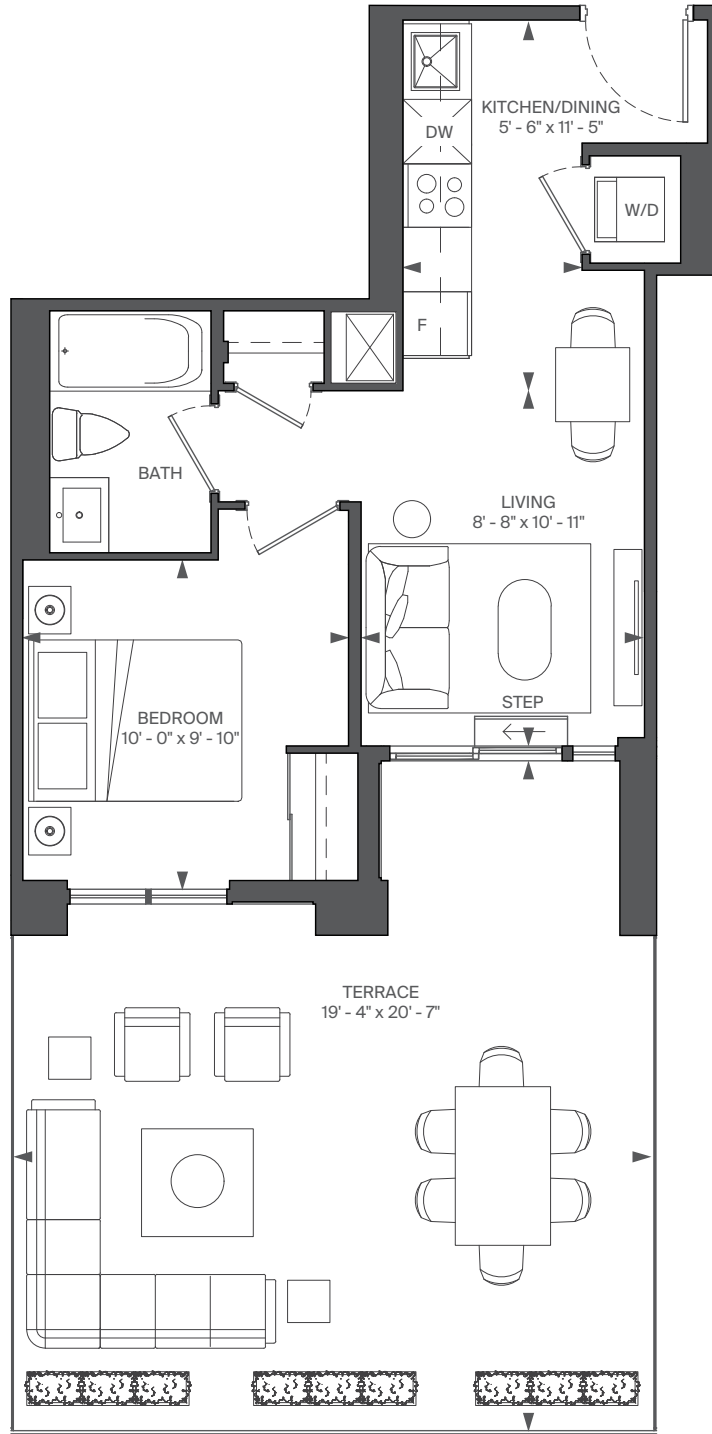 KITCHEN/DINING
5' - 6" x 11' - 5"
DW
W/D
F
BATH
LIVING
8' - 8" x 10' - 11"
STEP
BEDROOM
10' - 0" x 9' - 10"
TERRACE
19' - 4" x 20' - 7"